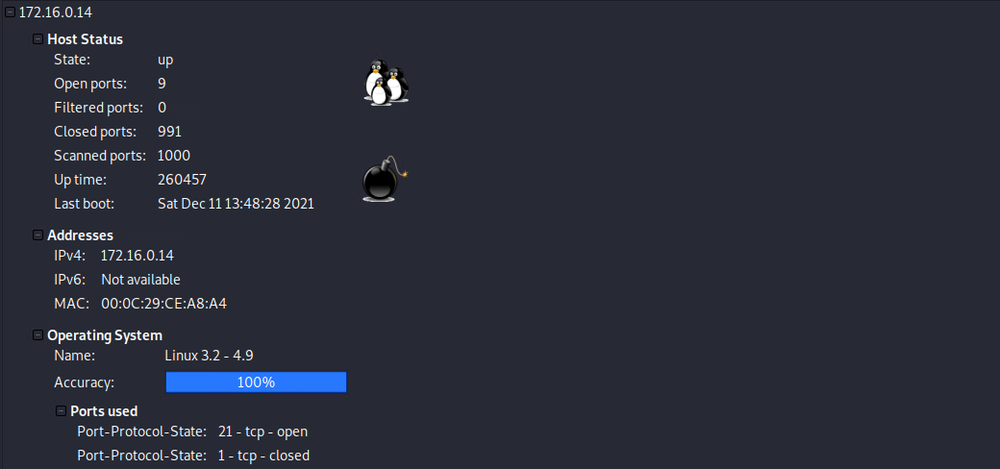 172.16.0.14
Host Status
State: up
Open ports: 9
Filtered ports: 0
Closed ports: 991
Scanned ports: 1000
Up time: 260457
Last boot: Sat Dec 11 13:48:28 2021
Addresses
IPv4: 172.16.0.14
IPv6: Not available
MAC: 00:0C:29:CE:A8:A4
Operating System
Name: Linux 3.2 - 4.9
Accuracy: 100%
Ports used
Port-Protocol-State: 21 - tcp - open
Port-Protocol-State: 1 - tcp - closed